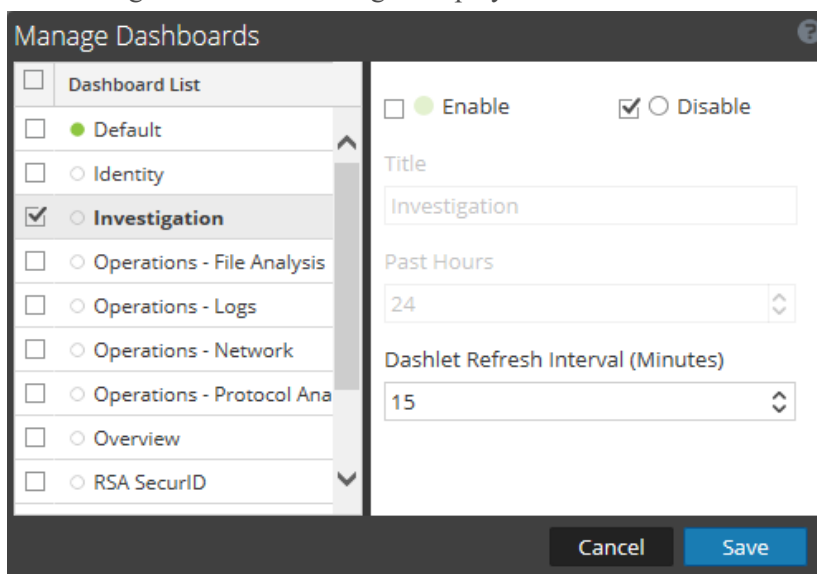 Manage Dashboards
Dashboard List
Default
Identity
Investigation
Operations - File Analysis
Operations - Logs
Operations - Network
Operations - Protocol Ana
Overview
RSA SecurID
Enable
Disable
Title
Investigation
Past Hours
24
Dashlet Refresh Interval (Minutes)
15
Cancel
Save